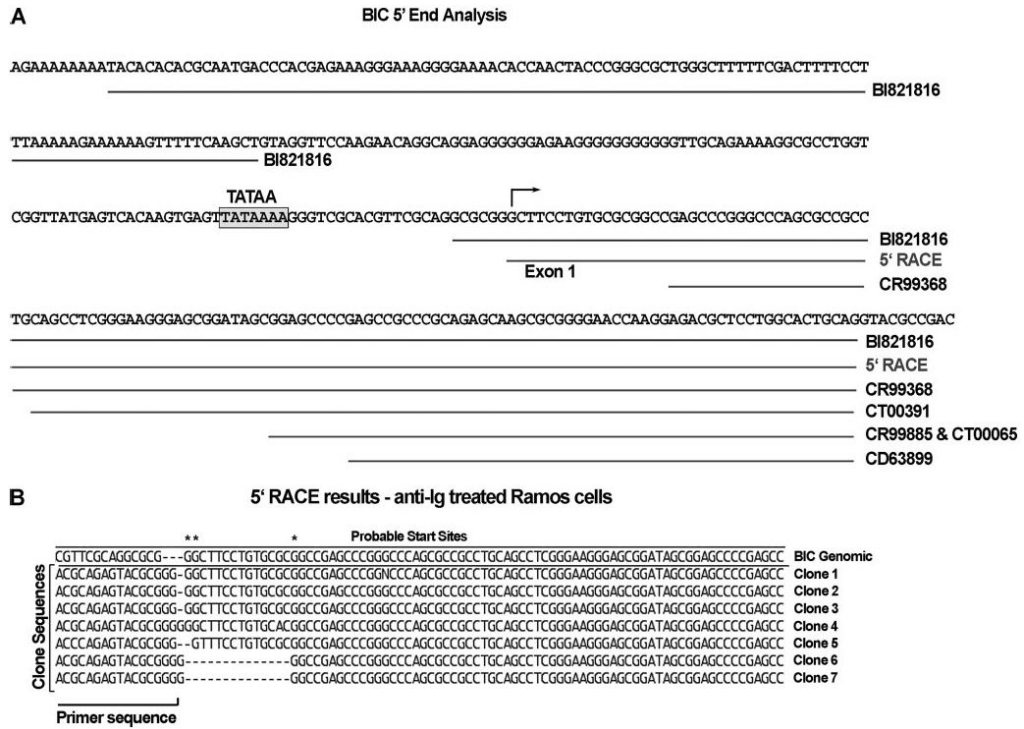 A
BIC 5' End Analysis
AGAAAAAAAATACACACACGCAATGACCCACGAGAAAGGGAAAGGGGAAAACACCAACTACCCGGGCGCTGGGCTTTTTCGACTTTTCCT
BI821816
TTAAAAAGAAAAAAGTTTTTCAAGCTGTAGGTTCCAAGAACAGGCAGGAGGGGGGAGAAGGGGGGGGGGGTTGCAGAAAAGGCGCCTGGT
BI821816
TATAA
CGGTTATGAGTCACAAGTGAGTTATAAAAGGGTCGCACGTTCGCAGGCGCGGGCTTCCTGTGCGCGGCCGAGCCCGGGCCCAGCGCCGCC
BI821816
5' RACE
Exon 1
CR99368
TGCAGCCTCGGGAAGGGAGCGGATAGCGGAGCCCCGAGCCGCCCGCAGAGCAAGCGCGGGGAACCAAGGAGACGCTCCTGGCACTGCAGGTACGCCGAC
BI821816
5' RACE
CR99368
CT00391
CR99885 & CT00065
CD63899
B
5' RACE results - anti-Ig treated Ramos cells
** * Probable Start Sites
CGTTCGCAGGCGCG---GGCTTCCTGTGCGCGGCCGAGCCCGGGCCCAGCGCCGCCTGCAGCCTCGGGAAGGGAGCGGATAGCGGAGCCCCGAGCC BIC Genomic
Clone Sequences
ACGCAGAGTACGCGGG-GGCTTCCTGTGCGCGGCCGAGCCCGGNCCCAGCGCCGCCTGCAGCCTCGGGAAGGGAGCGGATAGCGGAGCCCCGAGCC Clone 1
ACGCAGAGTACGCGGG-GGCTTCCTGTGCGCGGCCGAGCCCGGGCCCAGCGCCGCCTGCAGCCTCGGGAAGGGAGCGGATAGCGGAGCCCCGAGCC Clone 2
ACGCAGAGTACGCGGG-GGCTTCCTGTGCGCGGCCGAGCCCGGGCCCAGCGCCGCCTGCAGCCTCGGGAAGGGAGCGGATAGCGGAGCCCCGAGCC Clone 3
ACGCAGAGTACGCGGGGGGCTTCCTGTGCACGGCCGAGCCCGGGCCCAGCGCCGCCTGCAGCCTCGGGAAGGGAGCGGATAGCGGAGCCCCGAGCC Clone 4
ACCCAGAGTACGCGGG--GTTTCCTGTGCGCGGCCGAGCCCGGGCCCAGCGCCGCCTGCAGCCTCGGGAAGGGAGCGGATAGCGGAGCCCCGAGCC Clone 5
ACGCAGAGTACGCGGGG--------------GGCCGAGCCCGGGCCCAGCGCCGCCTGCAGCCTCGGGAAGGGAGCGGATAGCGGAGCCCCGAGCC Clone 6
ACGCAGAGTACGCGGGG--------------GGCCGAGCCCGGGCCCAGCGCCGCCTGCAGCCTCGGGAAGGGAGCGGATAGCGGAGCCCCGAGCC Clone 7
Primer sequence